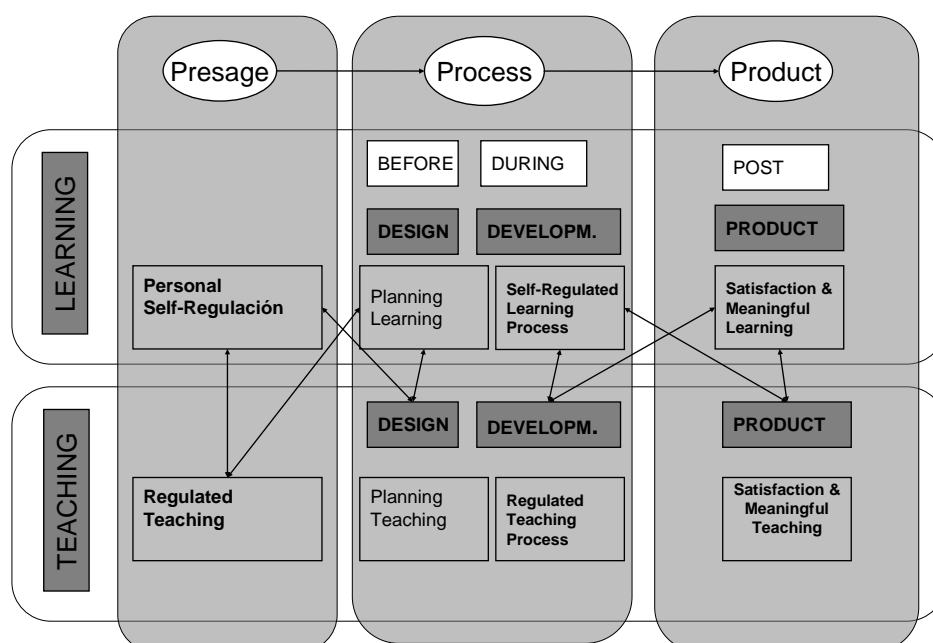 Presage
Process
Product
LEARNING
BEFORE
DURING
POST
DESIGN
DEVELOPM.
PRODUCT
Personal
Self-Regulación
Planning
Learning
Self-Regulated
Learning
Process
Satisfaction &
Meaningful
Learning
TEACHING
DESIGN
DEVELOPM.
PRODUCT
Regulated
Teaching
Planning
Teaching
Regulated
Teaching
Process
Satisfaction &
Meaningful
Teaching